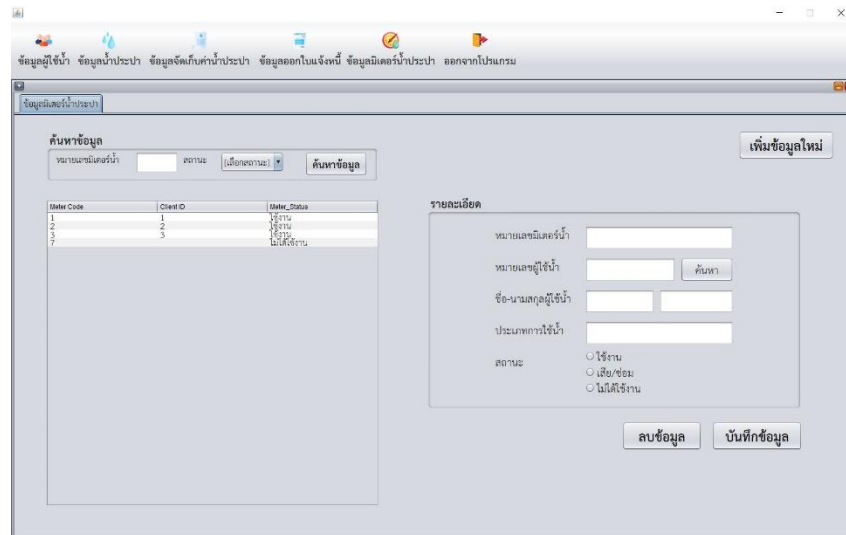 ข้อมูลผู้ใช้น้ำ ข้อมูลน้ำประปา ข้อมูลจัดเก็บค่าน้ำประปา ข้อมูลออกใบแจ้งหนี้ ข้อมูลมิเตอร์น้ำประปา ออกจากโปรแกรม
ข้อมูลมิเตอร์น้ำประปา
ค้นหาข้อมูล
หมายเลขมิเตอร์น้ำ สถานะ [เลือกสถานะ] ค้นหาข้อมูล
เพิ่มข้อมูลใหม่
Meter Code Client ID Meter_Status
1 1 ใช้งาน
2 2 ใช้งาน
3 3 ใช้งาน
7 ไม่ได้ใช้งาน
รายละเอียด
หมายเลขมิเตอร์น้ำ
หมายเลขผู้ใช้น้ำ ค้นหา
ชื่อ-นามสกุลผู้ใช้น้ำ
ประเภทการใช้น้ำ
สถานะ ใช้งาน
เสีย/ซ่อม
ไม่ได้ใช้งาน
ลบข้อมูล บันทึกข้อมูล